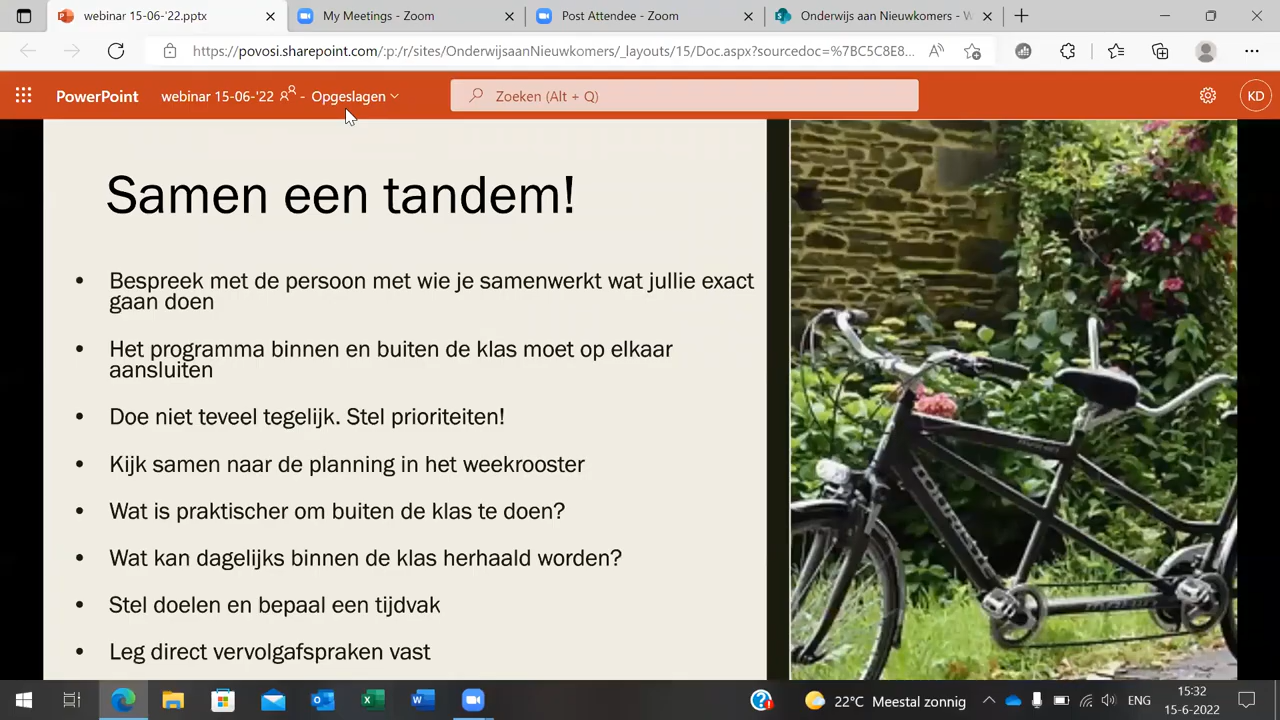 webinar 15-06-'22.pptx
My Meetings - Zoom
Post Attendee - Zoom
Onderwijs aan Nieuwkomers - W
https://povosi.sharepoint.com/:p:/r/sites/OnderwijsaanNieuwkomers/_layouts/15/Doc.aspx?sourcedoc=%7BC5C8E8...
PowerPoint
webinar 15-06-'22 - Opgeslagen
Zoeken (Alt + Q)
KD
Samen een tandem!
• Bespreek met de persoon met wie je samenwerkt wat jullie exact
gaan doen
• Het programma binnen en buiten de klas moet op elkaar
aansluiten
• Doe niet teveel tegelijk. Stel prioriteiten!
• Kijk samen naar de planning in het weekrooster
• Wat is praktischer om buiten de klas te doen?
• Wat kan dagelijks binnen de klas herhaald worden?
• Stel doelen en bepaal een tijdvak
• Leg direct vervolgafspraken vast
22°C Meestal zonnig
ENG
15:32
15-6-2022